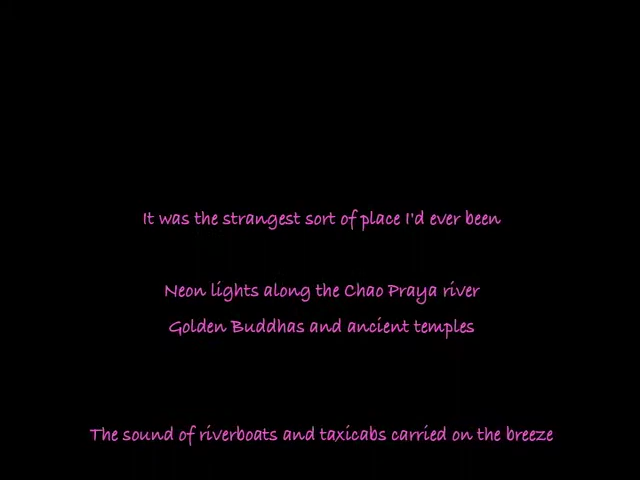 It was the strangest sort of place I'd ever been
Neon lights along the Chao Praya river
Golden Buddhas and ancient temples
The sound of riverboats and taxicabs carried on the breeze